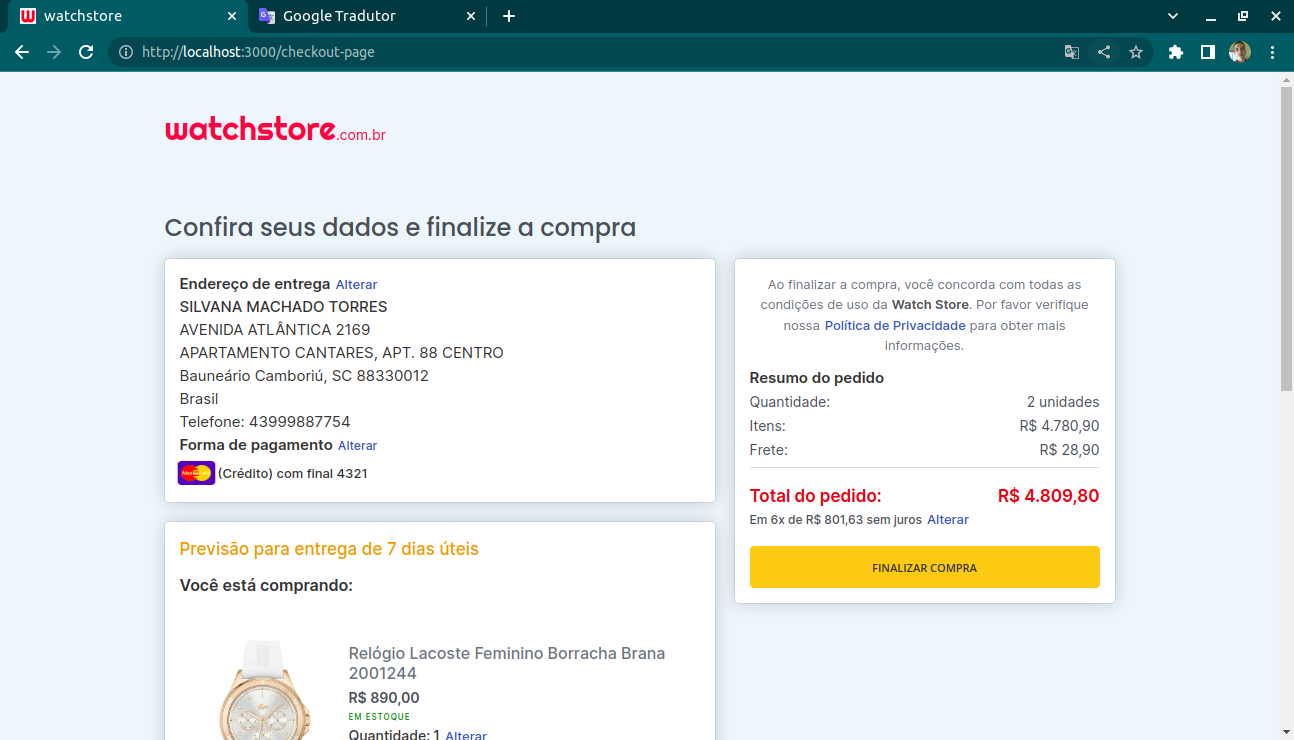 watchstore
Google Tradutor
http://localhost:3000/checkout-page
watchstore.com.br
Confira seus dados e finalize a compra
Endereço de entrega Alterar
SILVANA MACHADO TORRES
AVENIDA ATLÂNTICA 2169
APARTAMENTO CANTARES, APT. 88 CENTRO
Bauneário Camboriú, SC 88330012
Brasil
Telefone: 43999887754
Forma de pagamento Alterar
(Crédito) com final 4321
Previsão para entrega de 7 dias úteis
Você está comprando:
Relógio Lacoste Feminino Borracha Brana
2001244
R$ 890,00
EM ESTOQUE
Quantidade: 1 Alterar
Ao finalizar a compra, você concorda com todas as
condições de uso da Watch Store. Por favor verifique
nossa Política de Privacidade para obter mais
informações.
Resumo do pedido
Quantidade: 2 unidades
Itens: R$ 4.780,90
Frete: R$ 28,90
Total do pedido: R$ 4.809,80
Em 6x de R$ 801,63 sem juros Alterar
FINALIZAR COMPRA